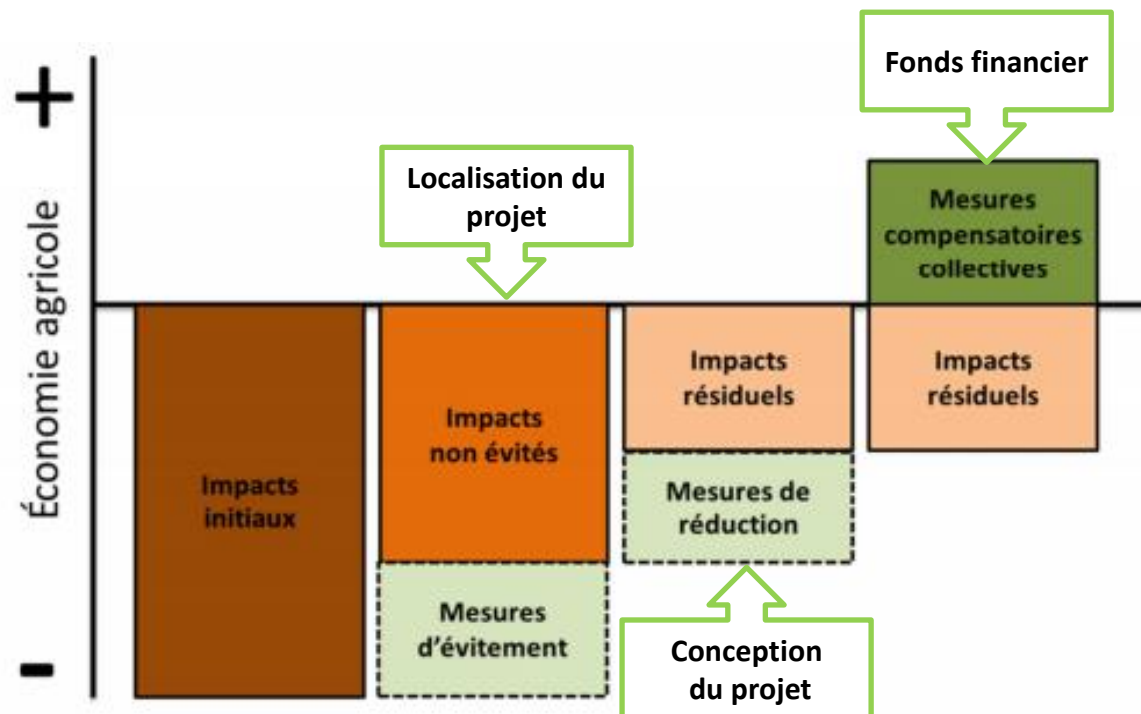 Économie agricole
+
-
Fonds financier
Localisation du
projet
Mesures
compensatoires
collectives
Impacts
initiaux
Impacts
non évités
Mesures
d'évitement
Impacts
résiduels
Mesures de
réduction
Impacts
résiduels
Conception
du projet